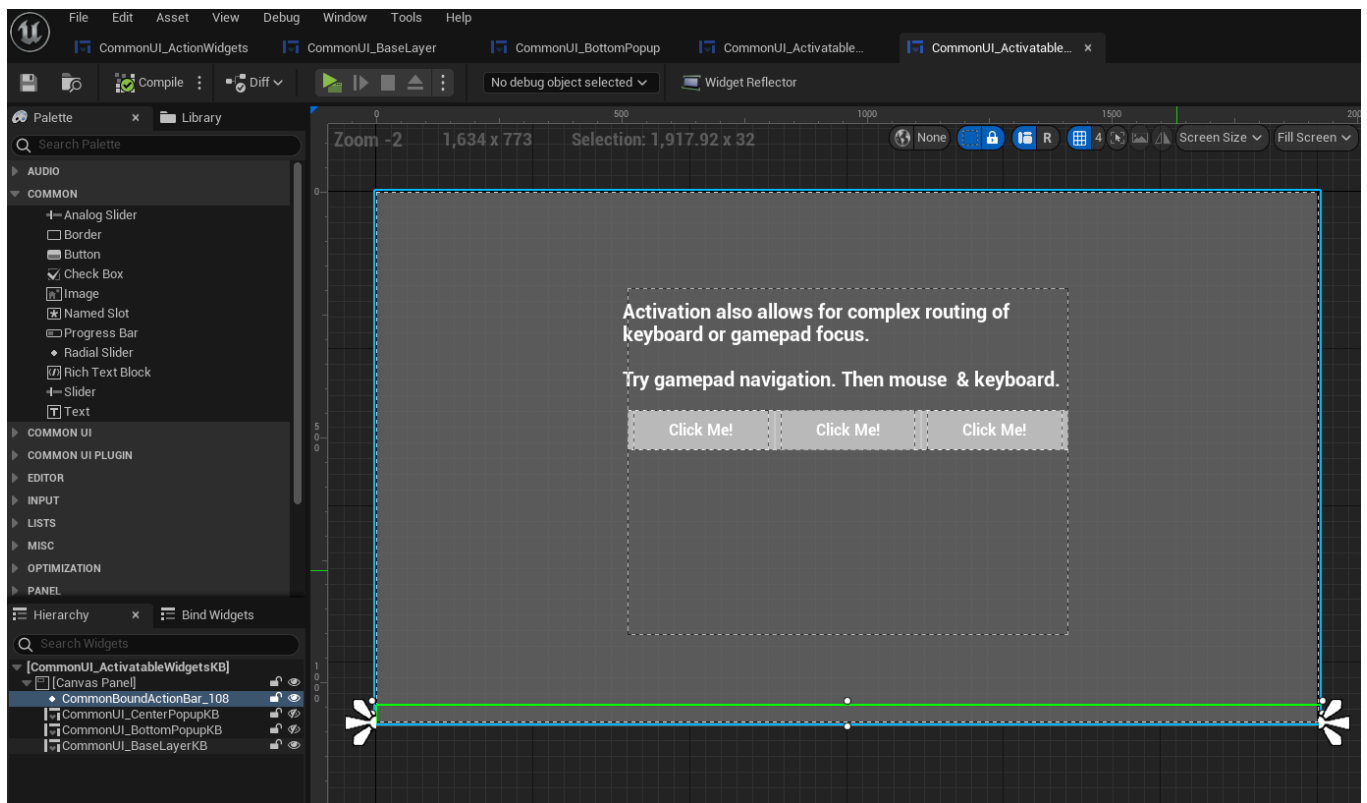 File Edit Asset View Debug Window Tools Help
CommonUI_ActionWidgets CommonUI_BaseLayer CommonUI_BottomPopup CommonUI_Activatable... CommonUI_Activatable... ×
Compile Diff No debug object selected Widget Reflector
Palette × Library
Search Palette
AUDIO
COMMON
Analog Slider
Border
Button
Check Box
Image
Named Slot
Progress Bar
Radial Slider
Rich Text Block
Slider
Text
COMMON UI
COMMON UI PLUGIN
EDITOR
INPUT
LISTS
MISC
OPTIMIZATION
PANEL
Hierarchy × Bind Widgets
Search Widgets
[CommonUI_ActivatableWidgetsKB]
[Canvas Panel]
CommonBoundActionBar_108
CommonUI_CenterPopupKB
CommonUI_BottomPopupKB
CommonUI_BaseLayerKB
0 500 1000 1500 200
Zoom -2 1,634 x 773 Selection: 1,917.92 x 32 None R 4 Screen Size Fill Screen
0
500
1000
Activation also allows for complex routing of
keyboard or gamepad focus.
Try gamepad navigation. Then mouse & keyboard.
Click Me! Click Me! Click Me!